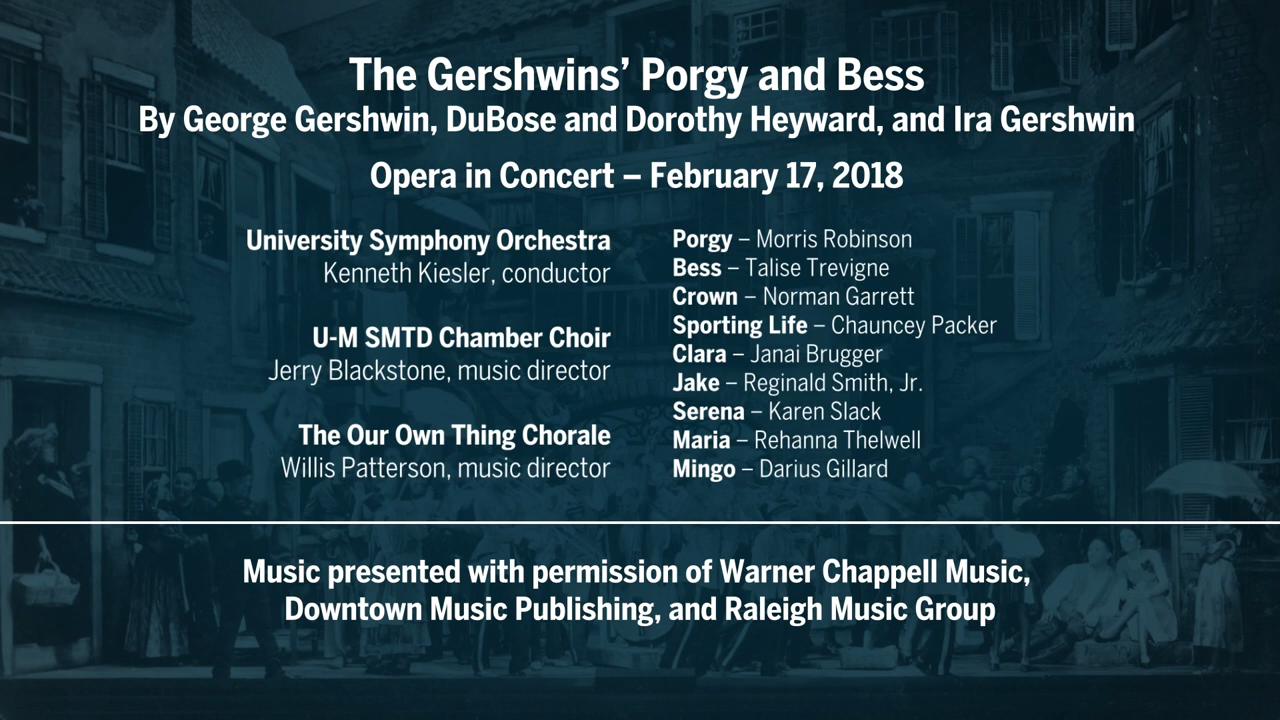 The Gershwins’ Porgy and Bess
By George Gershwin, DuBose and Dorothy Heyward, and Ira Gershwin
Opera in Concert – February 17, 2018
University Symphony Orchestra
Kenneth Kiesler, conductor
U-M SMTD Chamber Choir
Jerry Blackstone, music director
The Our Own Thing Chorale
Willis Patterson, music director
Porgy – Morris Robinson
Bess – Talise Trevigne
Crown – Norman Garrett
Sporting Life – Chauncey Packer
Clara – Janai Brugger
Jake – Reginald Smith, Jr.
Serena – Karen Slack
Maria – Rehanna Thelwell
Mingo – Darius Gillard
Music presented with permission of Warner Chappell Music,
Downtown Music Publishing, and Raleigh Music Group